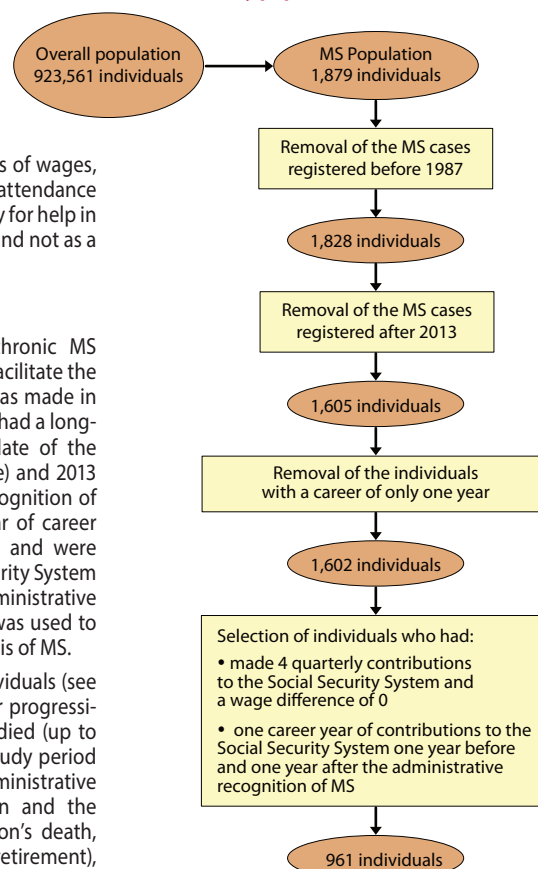 Overall population
923,561 individuals
MS Population
1,879 individuals
Removal of the MS cases
registered before 1987
1,828 individuals
Removal of the MS cases
registered after 2013
1,605 individuals
Removal of the individuals
with a career of only one year
1,602 individuals
Selection of individuals who had:
• made 4 quarterly contributions
to the Social Security System and
a wage difference of 0
• one career year of contributions to the
Social Security System one year before
and one year after the administrative
recognition of MS
961 individuals
s of wages,
attendance
y for help in
nd not as a
hronic MS
acilitate the
as made in
had a long-
late of the
e) and 2013
cognition of
ar of career
and were
rity System
ministrative
was used to
is of MS.
viduals (see
r progressi-
died (up to
udy period
ministrative
n and the
on's death,
retirement),